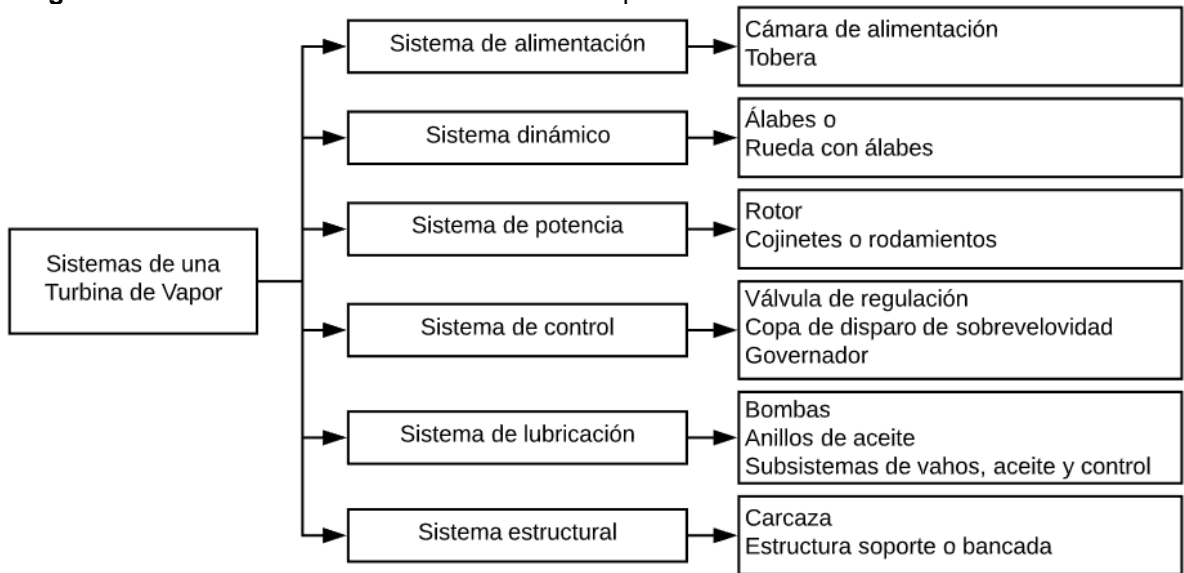 Sistemas de una
Turbina de Vapor
Sistema de alimentación
Cámara de alimentación
Tobera
Sistema dinámico
Álabes o
Rueda con álabes
Sistema de potencia
Rotor
Cojinetes o rodamientos
Sistema de control
Válvula de regulación
Copa de disparo de sobrevelovidad
Governador
Sistema de lubricación
Bombas
Anillos de aceite
Subsistemas de vahos, aceite y control
Sistema estructural
Carcaza
Estructura soporte o bancada